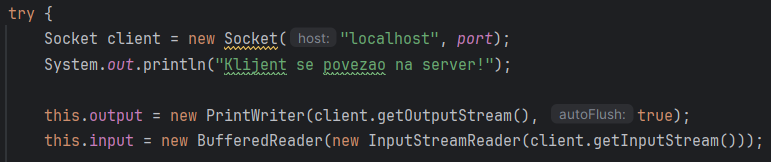 try {
Socket client = new Socket( host: "localhost", port);
System.out.println("Klijent se povezao na server!");
this.output = new PrintWriter(client.getOutputStream(), autoFlush: true);
this.input = new BufferedReader(new InputStreamReader(client.getInputStream()));